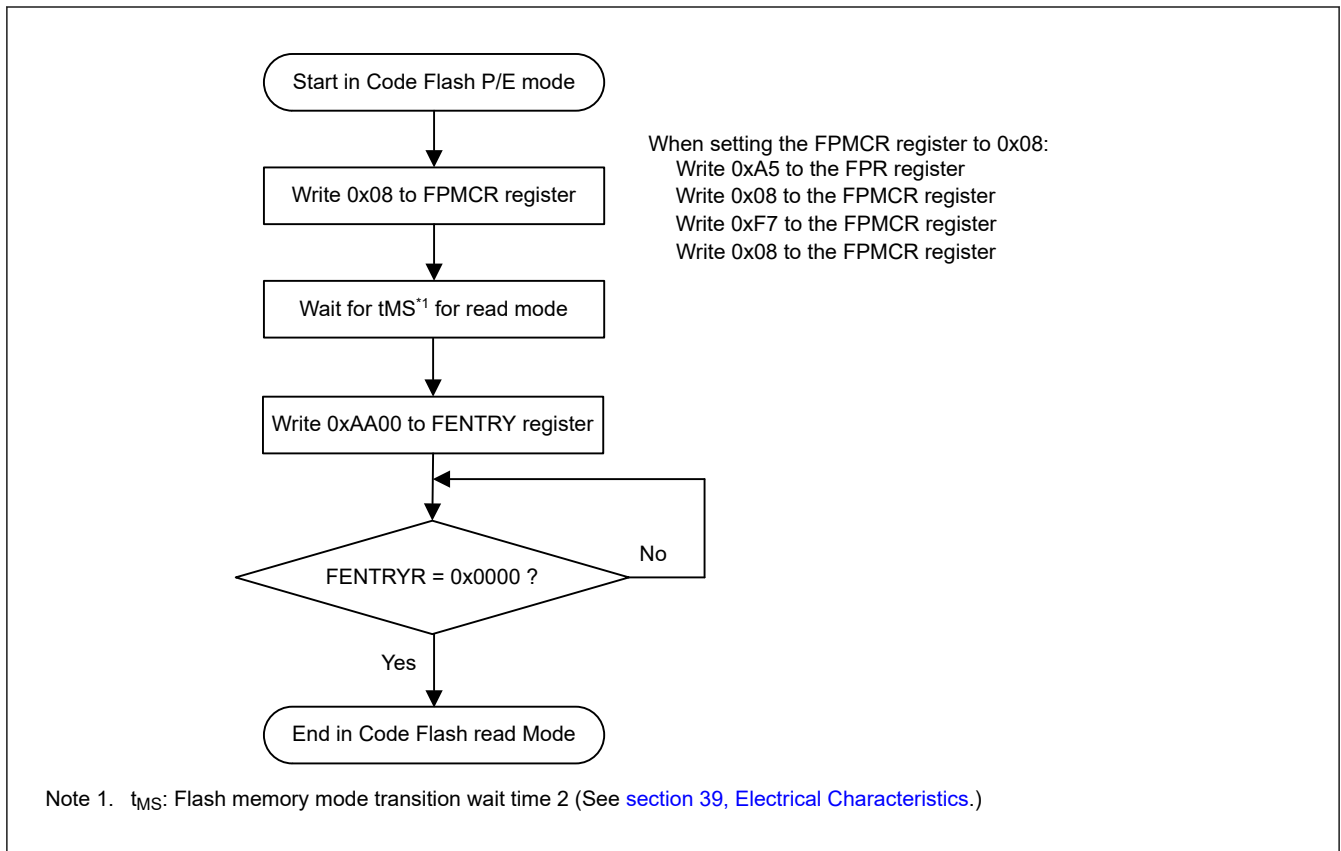 Start in Code Flash P/E mode
When setting the FPMCR register to 0x08:
Write 0xA5 to the FPR register
Write 0x08 to FPMCR register
Write 0x08 to the FPMCR register
Write 0xF7 to the FPMCR register
Write 0x08 to the FPMCR register
Wait for tMS*1 for read mode
Write 0xAA00 to FENTRY register
No
FENTRYR = 0x0000 ?
Yes
End in Code Flash read Mode
Note 1. tMS: Flash memory mode transition wait time 2 (See section 39, Electrical Characteristics.)